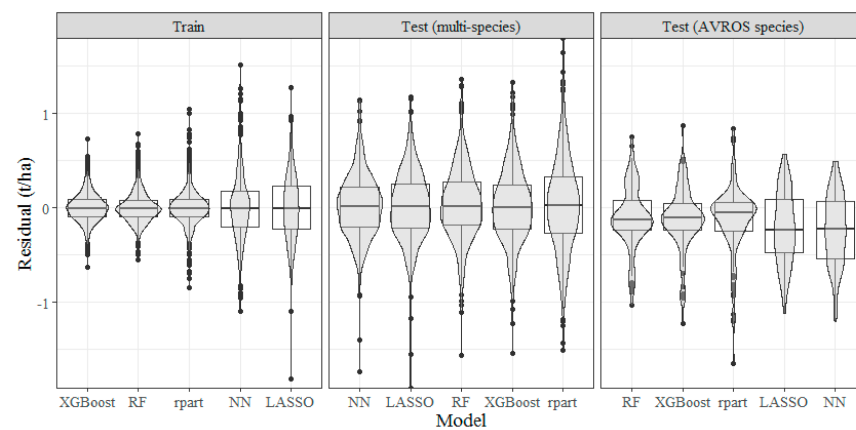 Train
Test (multi-species)
Test (AVROS species)
Residual (t/ha)
1
0
-1
XGBoost RF rpart NN LASSO
NN LASSO RF XGBoost rpart
RF XGBoost rpart LASSO NN
Model